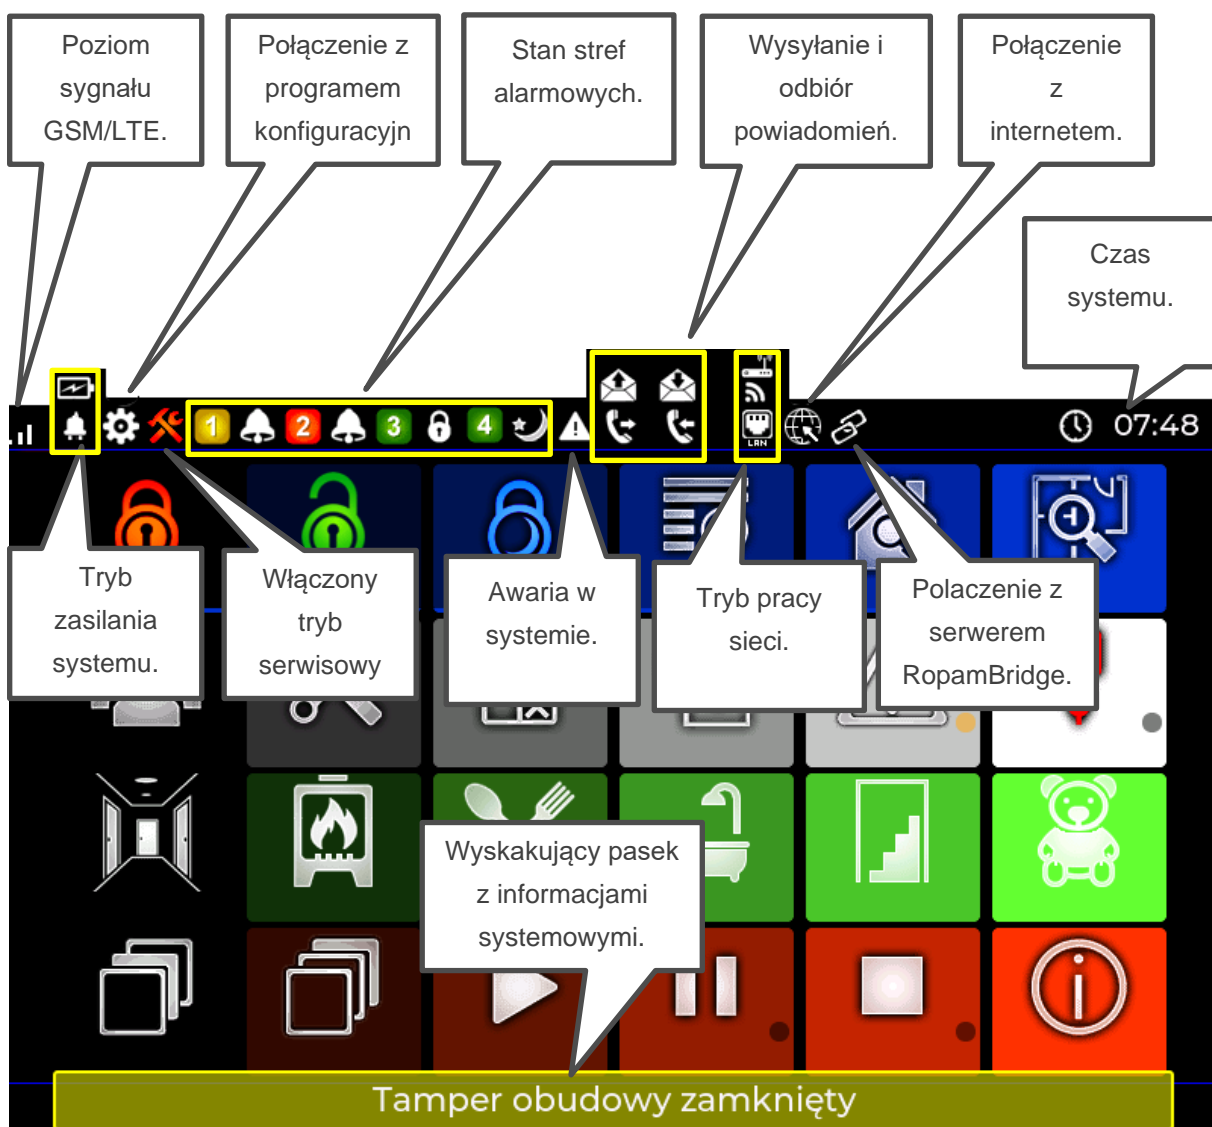 Poziom
sygnału
GSM/LTE.
Połączenie z
programem
konfiguracyjn
Stan stref
alarmowych.
Wysyłanie i
odbiór
powiadomień.
Połączenie
z
internetem.
Czas
systemu.
1
2
3
4
LAN
07:48
Tryb
zasilania
systemu.
Włączony
tryb
serwisowy
Awaria w
systemie.
Tryb pracy
sieci.
Polaczenie z
serwerem
RopamBridge.
Wyskakujący pasek
z informacjami
systemowymi.
Tamper obudowy zamknięty